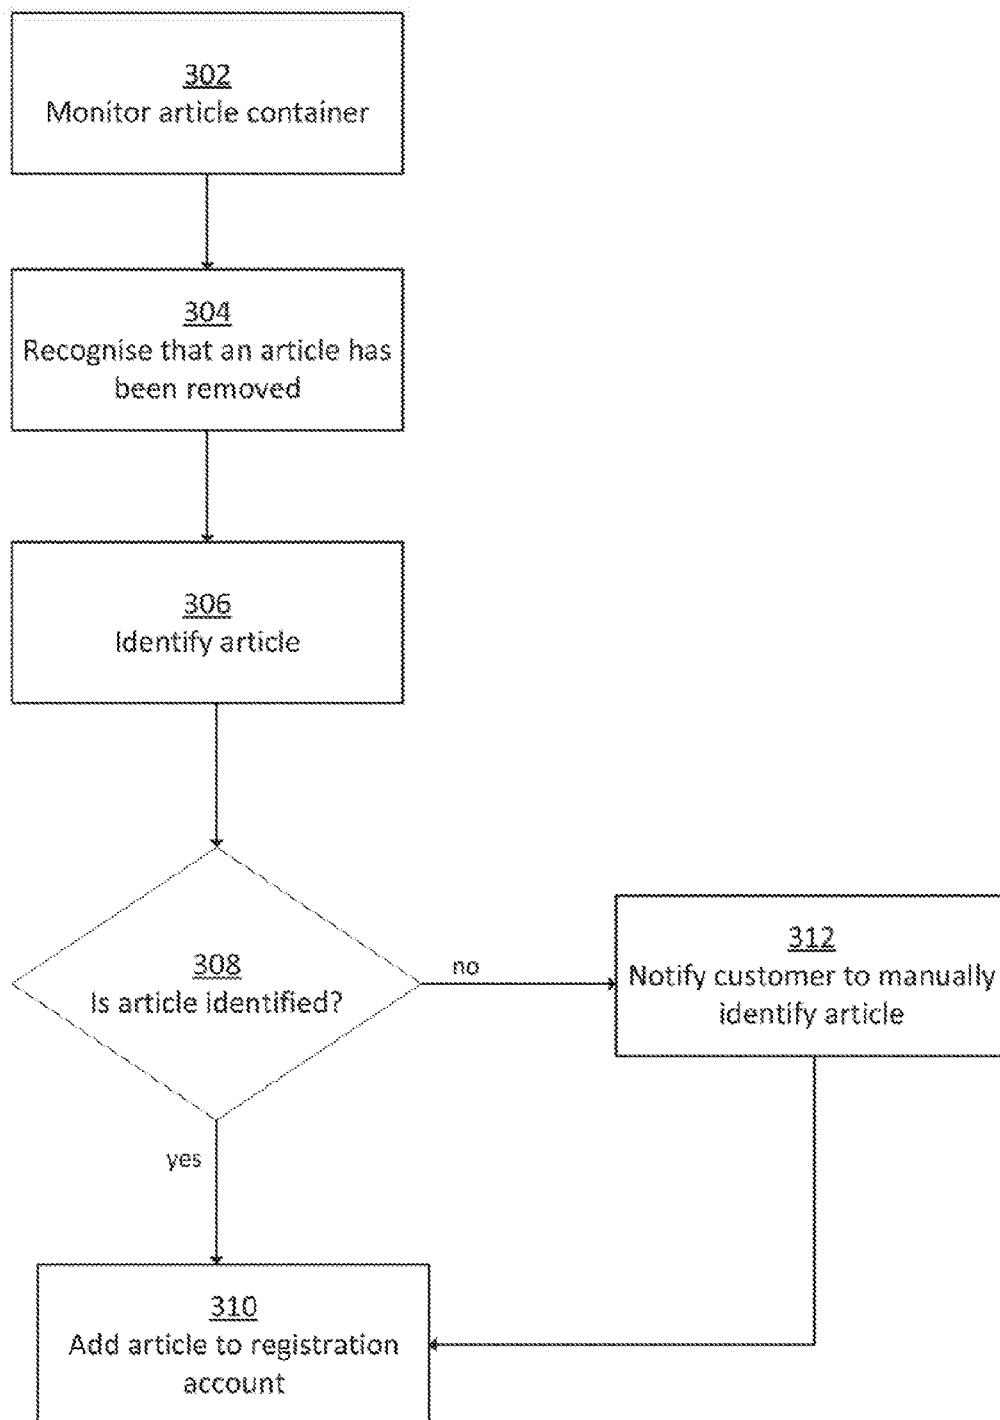 302
Monitor article container
304
Recognise that an article has
been removed
306
Identify article
308
Is article identified?
no
312
Notify customer to manually
identify article
yes
310
Add article to registration
account